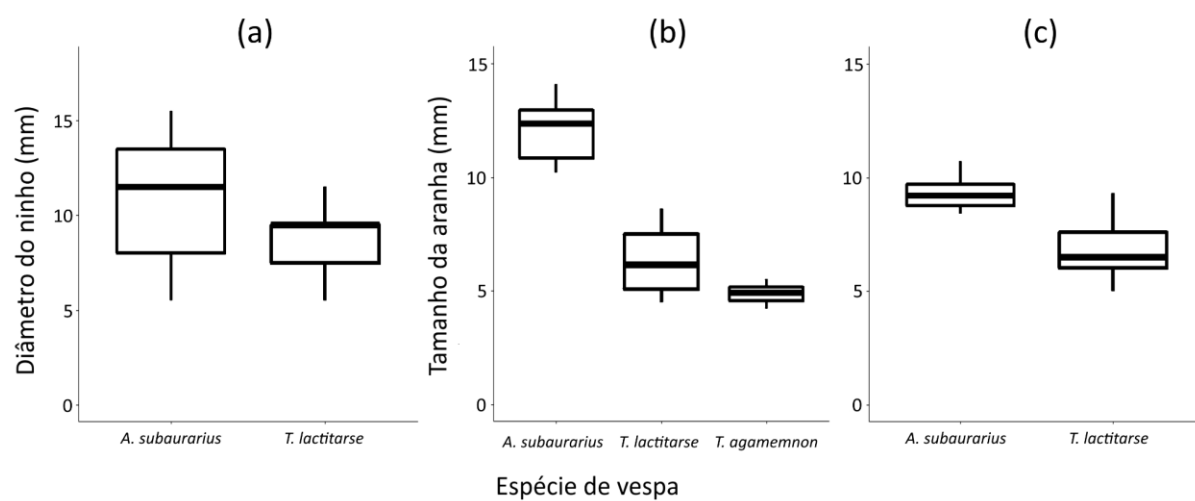 (a)
(b)
(c)
Diâmetro do ninho (mm)
15
10
5
0
A. subaurarius
T. lactitarse
Tamanho da aranha (mm)
15
10
5
0
A. subaurarius
T. lactitarse
T. agamemnon
15
10
5
0
A. subaurarius
T. lactitarse
Espécie de vespa